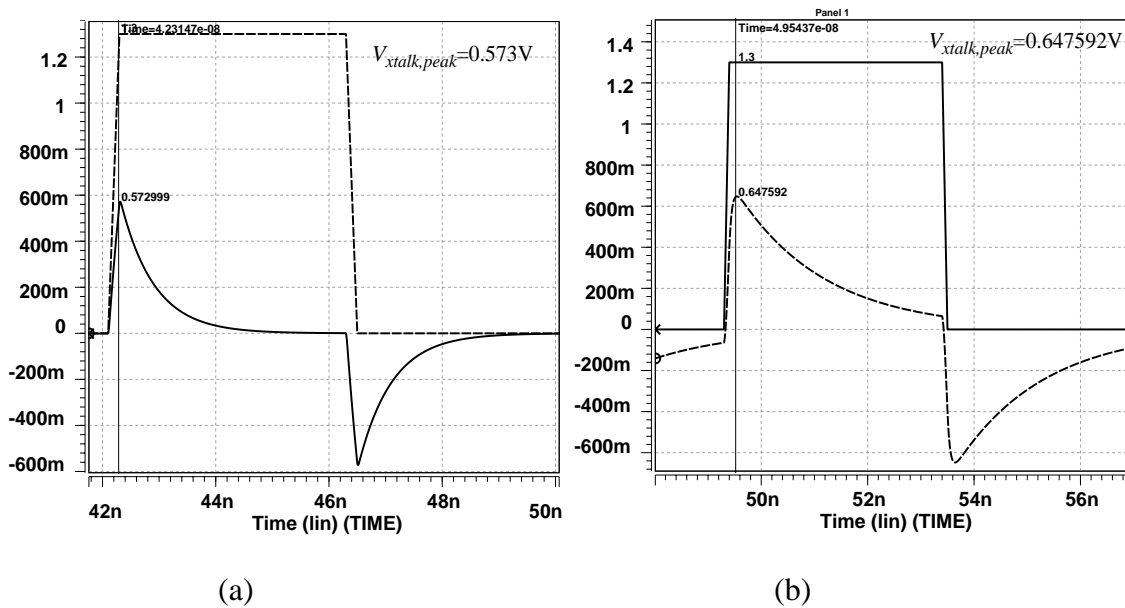 Time=4.23147e-08
1.3
V_xtalk,peak=0.573V
1.2
1
800m
600m
400m
200m
0
-200m
-400m
-600m
0.572999
42n 44n 46n 48n 50n
Time (lin) (TIME)
(a)
Panel 1
Time=4.95437e-08
V_xtalk,peak=0.647592V
1.3
1.4
1.2
1
800m
600m
400m
200m
0
-200m
-400m
-600m
0.647592
50n 52n 54n 56n
Time (lin) (TIME)
(b)